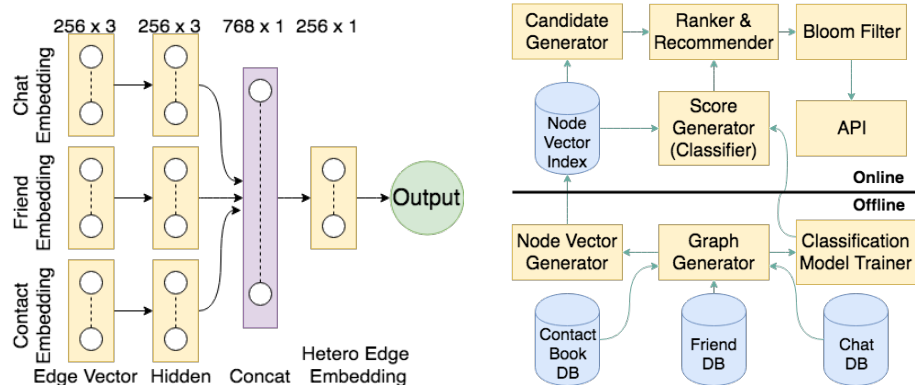 256 x 3
256 x 3
768 x 1
256 x 1
Chat
Embedding
Friend
Embedding
Contact
Embedding
Output
Edge Vector
Hidden
Concat
Hetero Edge
Embedding
Candidate
Generator
Ranker &
Recommender
Bloom Filter
Node
Vector
Index
Score
Generator
(Classifier)
API
Online
Offline
Node Vector
Generator
Graph
Generator
Classification
Model Trainer
Contact
Book
DB
Friend
DB
Chat
DB